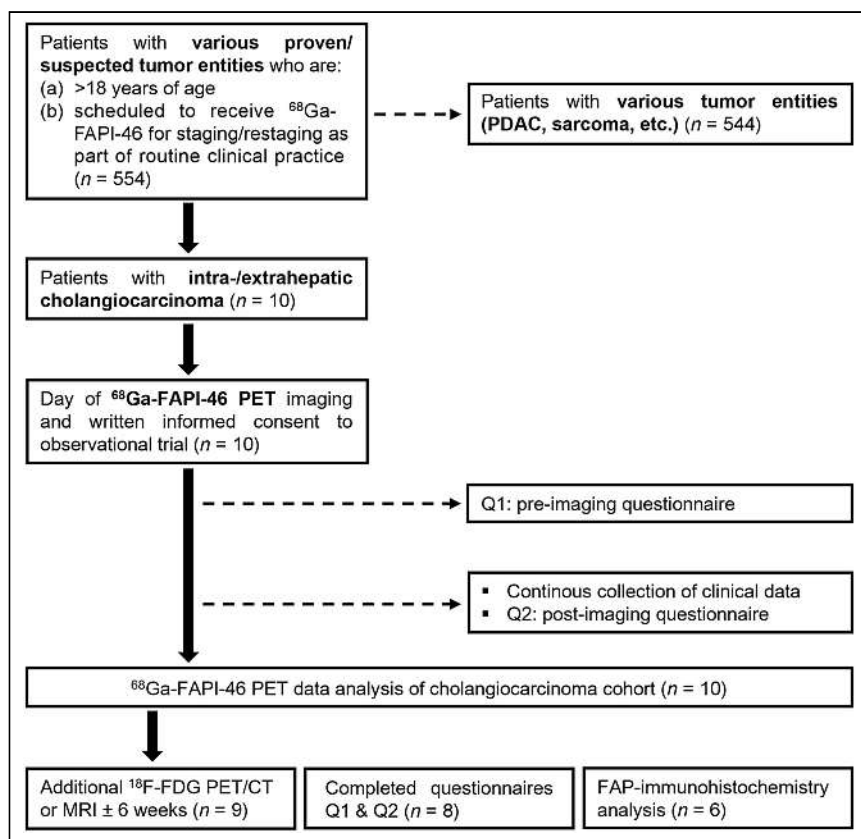 Patients with various proven/
suspected tumor entities who are:
(a) >18 years of age
(b) scheduled to receive ⁶⁸Ga-
FAPI-46 for staging/restaging as
part of routine clinical practice
(n = 554)
Patients with various tumor entities
(PDAC, sarcoma, etc.) (n = 544)
Patients with intra-/extrahepatic
cholangiocarcinoma (n = 10)
Day of ⁶⁸Ga-FAPI-46 PET imaging
and written informed consent to
observational trial (n = 10)
Q1: pre-imaging questionnaire
▪ Continous collection of clinical data
▪ Q2: post-imaging questionnaire
⁶⁸Ga-FAPI-46 PET data analysis of cholangiocarcinoma cohort (n = 10)
Additional ¹⁸F-FDG PET/CT
or MRI ± 6 weeks (n = 9)
Completed questionnaires
Q1 & Q2 (n = 8)
FAP-immunohistochemistry
analysis (n = 6)